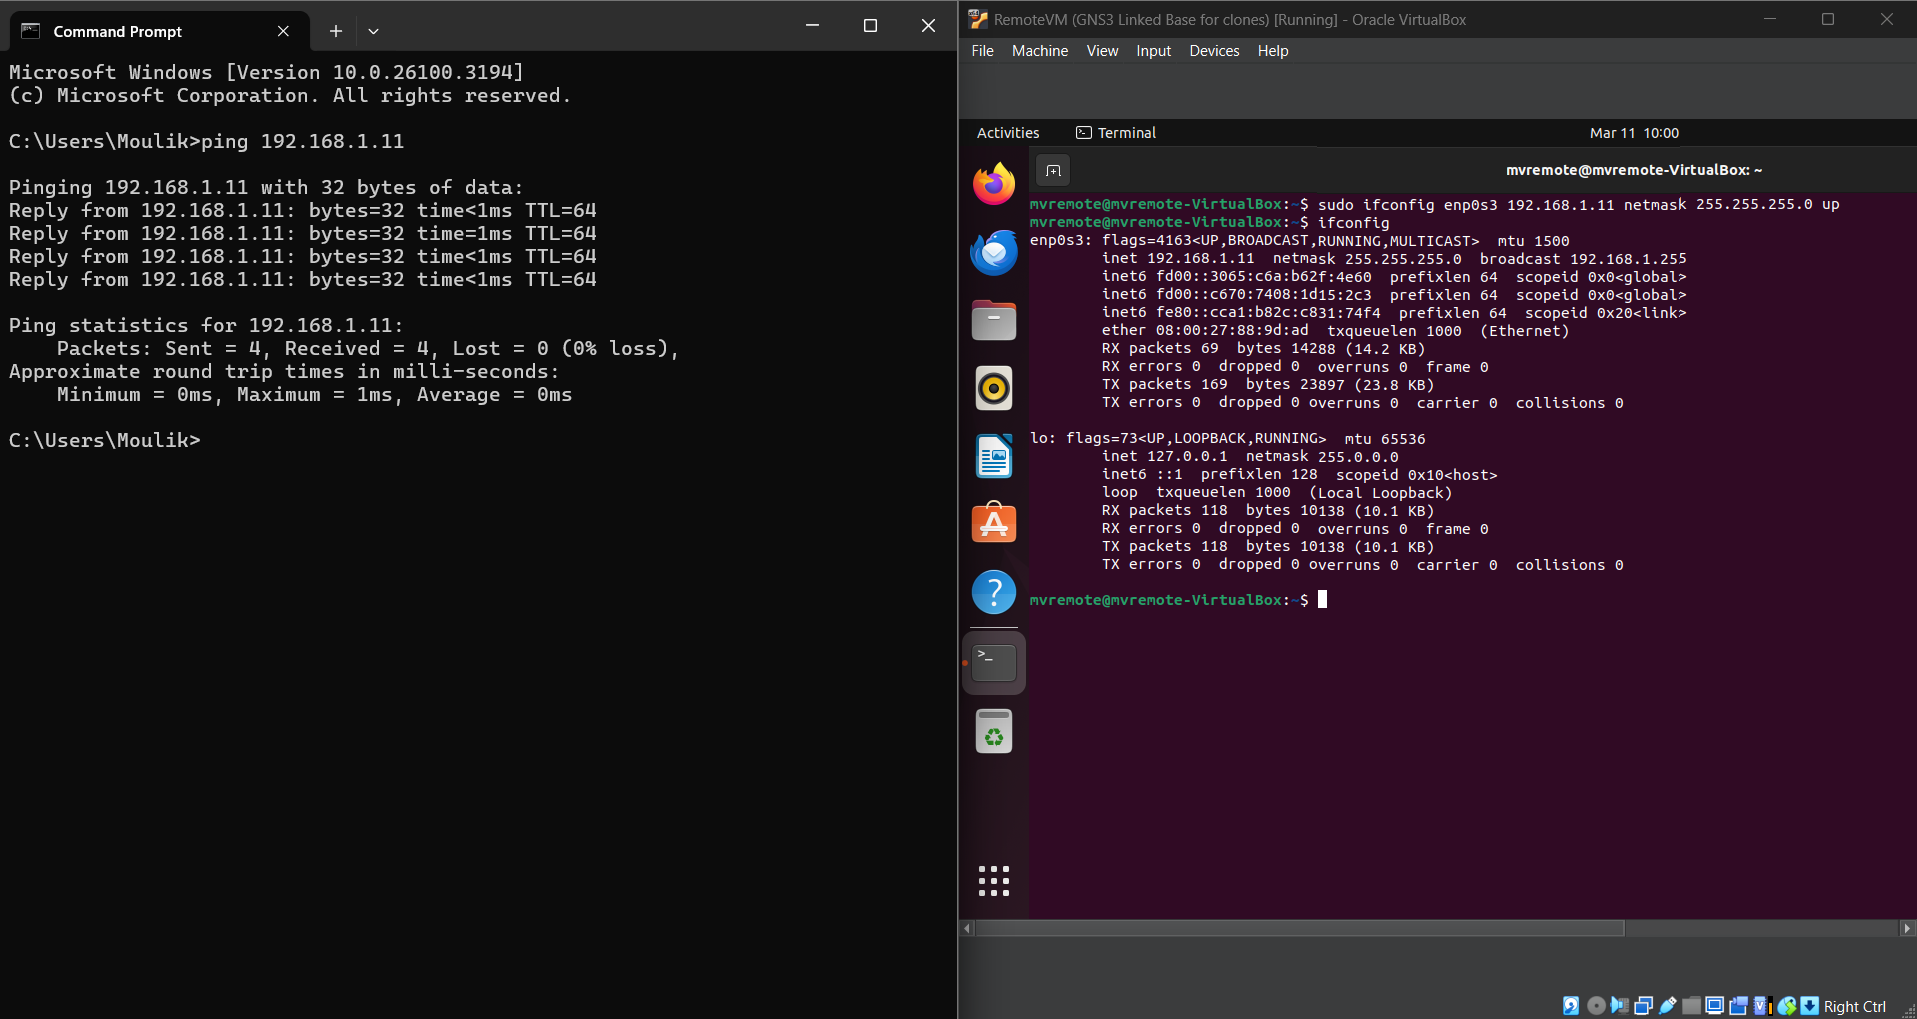 Command Prompt
Microsoft Windows [Version 10.0.26100.3194]
(c) Microsoft Corporation. All rights reserved.
C:\Users\Moulik>ping 192.168.1.11
Pinging 192.168.1.11 with 32 bytes of data:
Reply from 192.168.1.11: bytes=32 time<1ms TTL=64
Reply from 192.168.1.11: bytes=32 time=1ms TTL=64
Reply from 192.168.1.11: bytes=32 time<1ms TTL=64
Reply from 192.168.1.11: bytes=32 time<1ms TTL=64
Ping statistics for 192.168.1.11:
Packets: Sent = 4, Received = 4, Lost = 0 (0% loss),
Approximate round trip times in milli-seconds:
Minimum = 0ms, Maximum = 1ms, Average = 0ms
C:\Users\Moulik>
RemoteVM (GNS3 Linked Base for clones) [Running] - Oracle VirtualBox
File Machine View Input Devices Help
Activities Terminal Mar 11 10:00
mvremote@mvremote-VirtualBox: ~
mvremote@mvremote-VirtualBox:~$ sudo ifconfig enp0s3 192.168.1.11 netmask 255.255.255.0 up
mvremote@mvremote-VirtualBox:~$ ifconfig
enp0s3: flags=4163<UP,BROADCAST,RUNNING,MULTICAST> mtu 1500
inet 192.168.1.11 netmask 255.255.255.0 broadcast 192.168.1.255
inet6 fd00::3065:c6a:b62f:4e60 prefixlen 64 scopeid 0x0<global>
inet6 fd00::c670:7408:1d15:2c3 prefixlen 64 scopeid 0x0<global>
inet6 fe80::cca1:b82c:c831:74f4 prefixlen 64 scopeid 0x20<link>
ether 08:00:27:88:9d:ad txqueuelen 1000 (Ethernet)
RX packets 69 bytes 14288 (14.2 KB)
RX errors 0 dropped 0 overruns 0 frame 0
TX packets 169 bytes 23897 (23.8 KB)
TX errors 0 dropped 0 overruns 0 carrier 0 collisions 0
lo: flags=73<UP,LOOPBACK,RUNNING> mtu 65536
inet 127.0.0.1 netmask 255.0.0.0
inet6 ::1 prefixlen 128 scopeid 0x10<host>
loop txqueuelen 1000 (Local Loopback)
RX packets 118 bytes 10138 (10.1 KB)
RX errors 0 dropped 0 overruns 0 frame 0
TX packets 118 bytes 10138 (10.1 KB)
TX errors 0 dropped 0 overruns 0 carrier 0 collisions 0
mvremote@mvremote-VirtualBox:~$
Right Ctrl